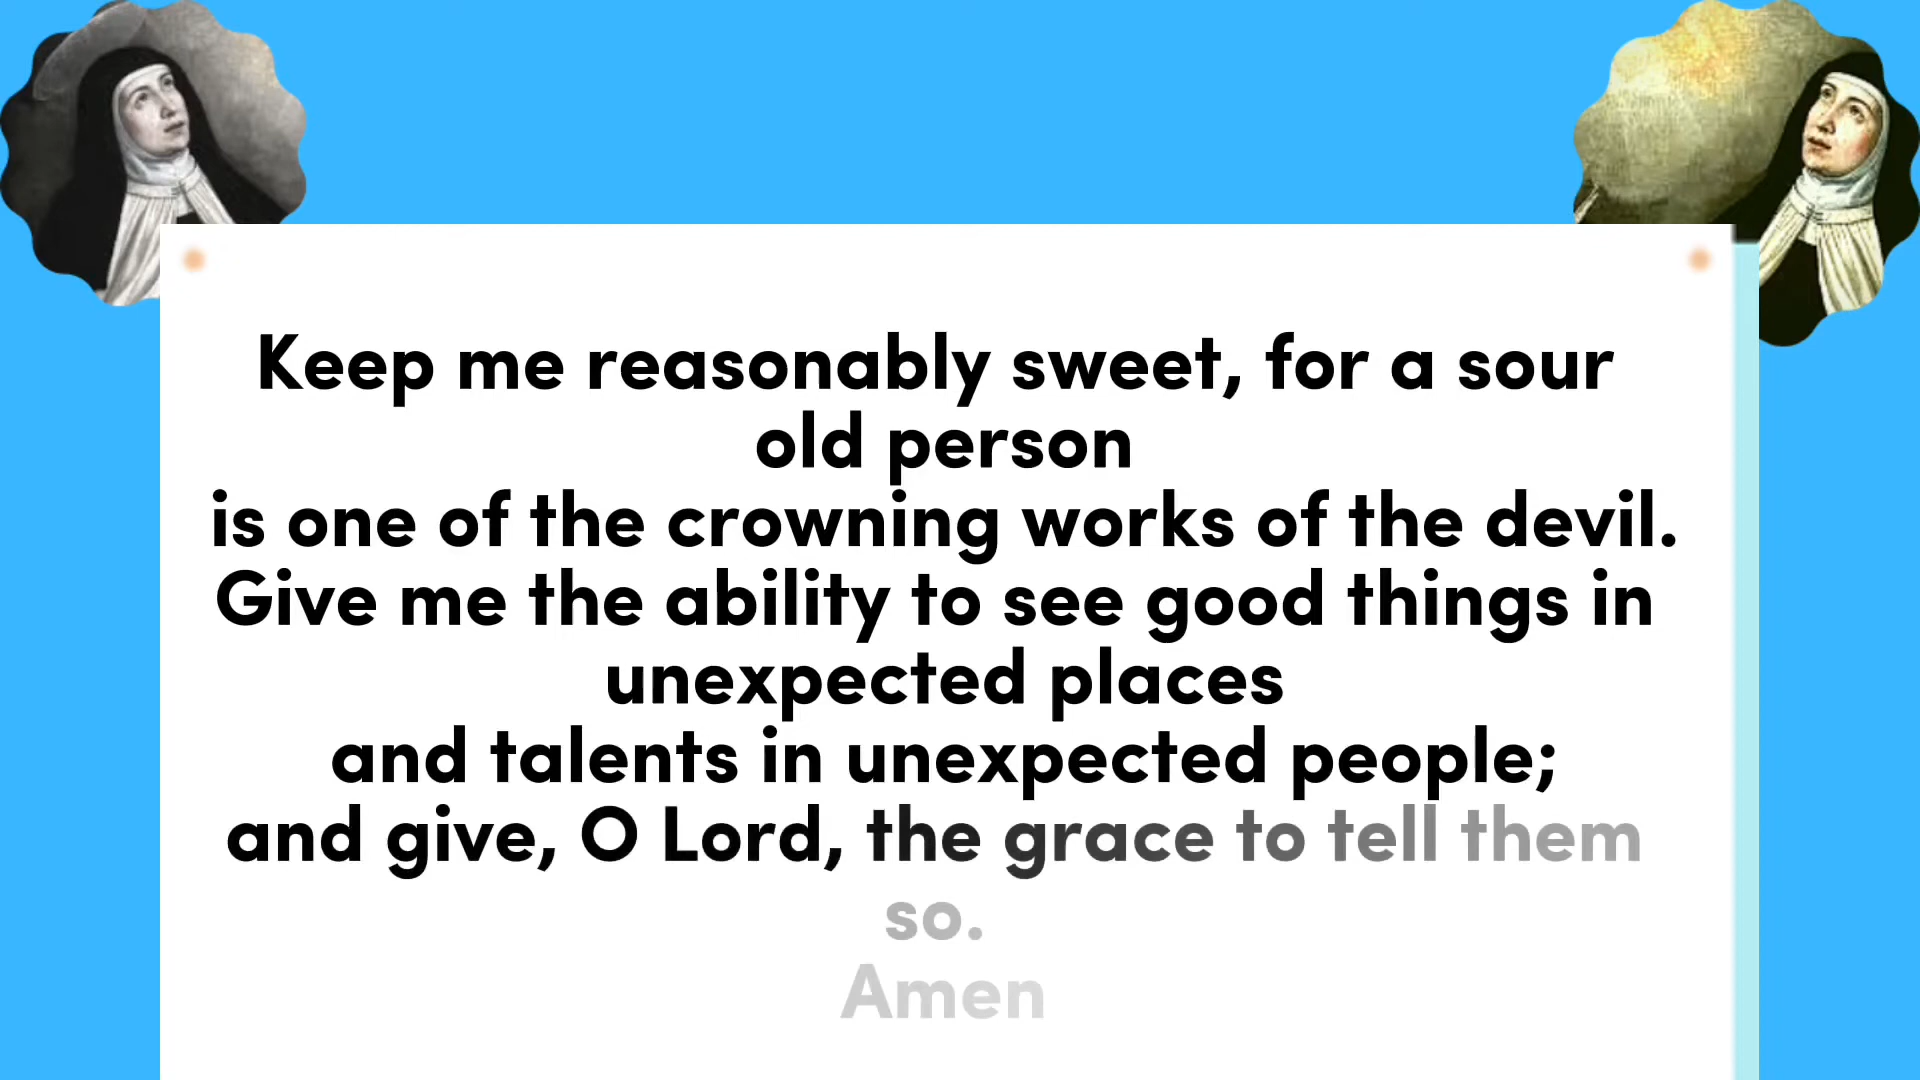 Keep me reasonably sweet, for a sour
old person
is one of the crowning works of the devil.
Give me the ability to see good things in
unexpected places
and talents in unexpected people;
and give, O Lord, the grace to tell them
so.
Amen